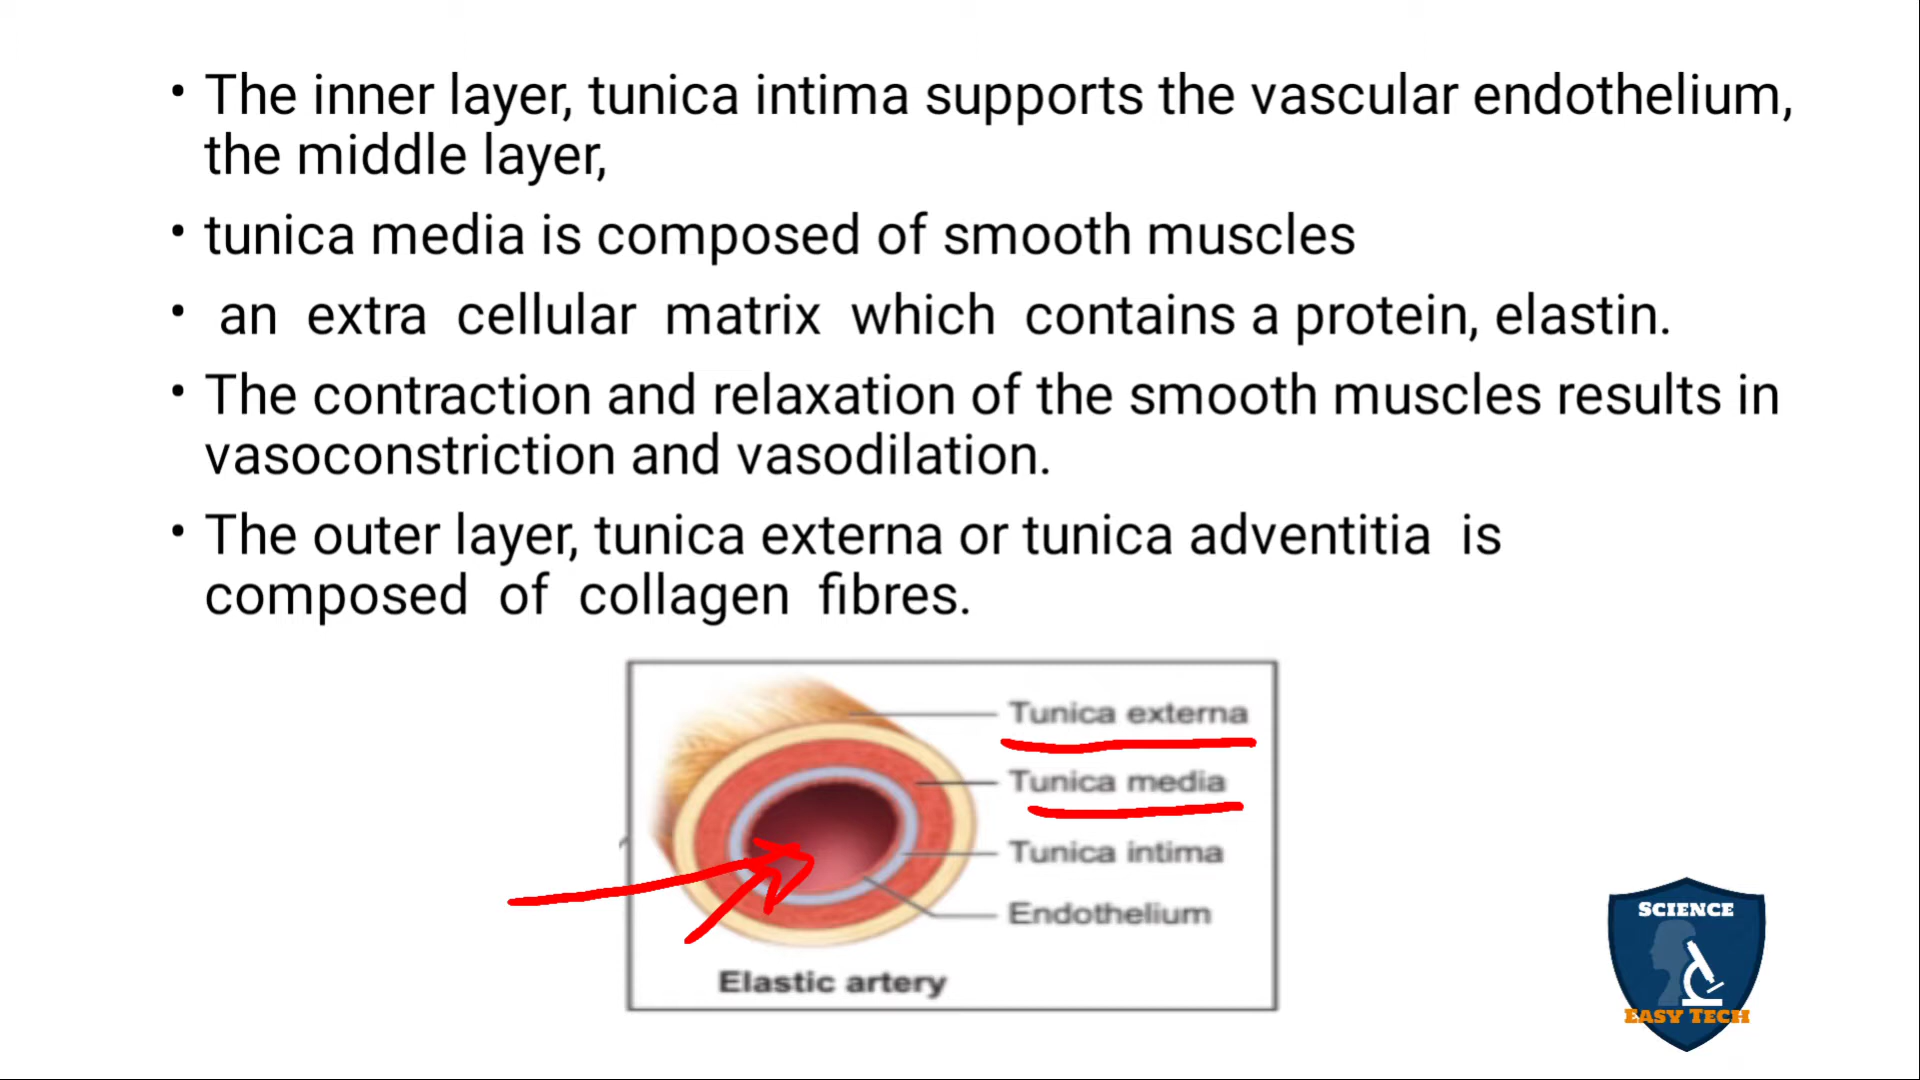 • The inner layer, tunica intima supports the vascular endothelium,
the middle layer,
• tunica media is composed of smooth muscles
• an extra cellular matrix which contains a protein, elastin.
• The contraction and relaxation of the smooth muscles results in
vasoconstriction and vasodilation.
• The outer layer, tunica externa or tunica adventitia is
composed of collagen fibres.
Tunica externa
Tunica media
Tunica intima
Endothelium
Elastic artery
SCIENCE
EASY TECH